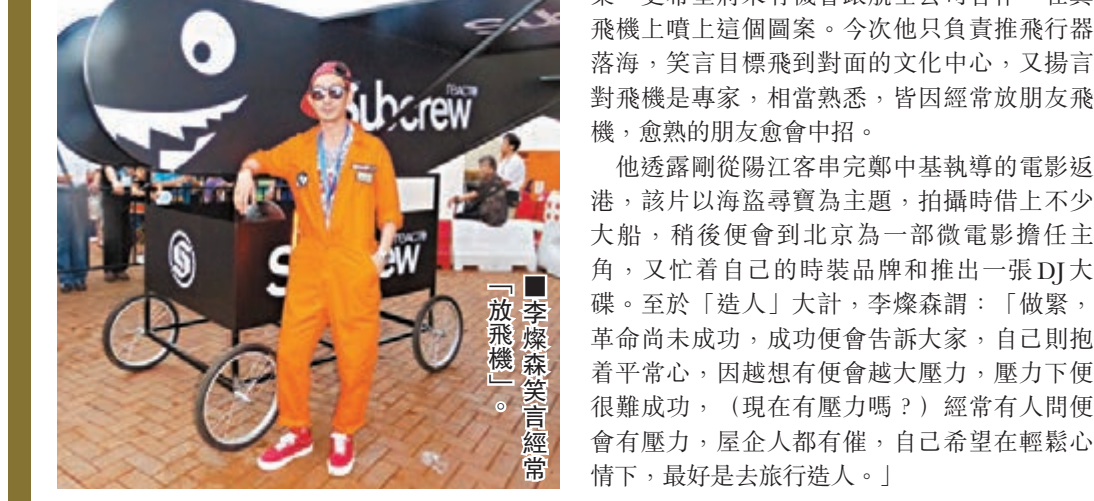 Subcrew
S
■李燦森笑言經常
「放飛機」。
更希望將來有機會跟航空公司合作，在真
飛機上噴上這個圖案。今次他只負責推飛行器
落海，笑言目標飛到對面的文化中心，又揚言
對飛機是專家，相當熟悉，皆因經常放朋友飛
機，愈熟的朋友愈會中招。
他透露剛從陽江客串完鄭中基執導的電影返
港，該片以海盜尋寶為主題，拍攝時借上不少
大船，稍後便會到北京為一部微電影擔任主
角，又忙着自己的時裝品牌和推出一張DJ大
碟。至於「造人」大計，李燦森謂：「做緊，
革命尚未成功，成功便會告訴大家，自己則抱
着平常心，因越想有便會越大壓力，壓力下便
很難成功，（現在有壓力嗎？）經常有人問便
會有壓力，屋企人都有催，自己希望在輕鬆心
情下，最好是去旅行造人。」